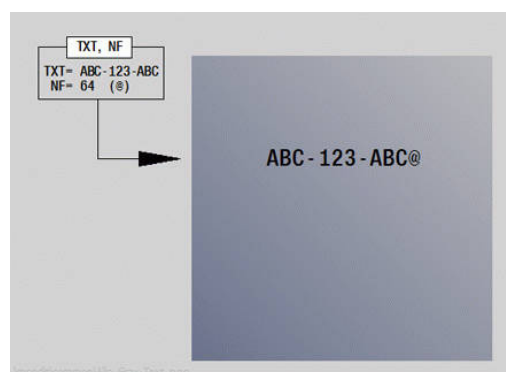 TXT, NF
TXT= ABC-123-ABC
NF= 64 (@)
ABC-123-ABC@